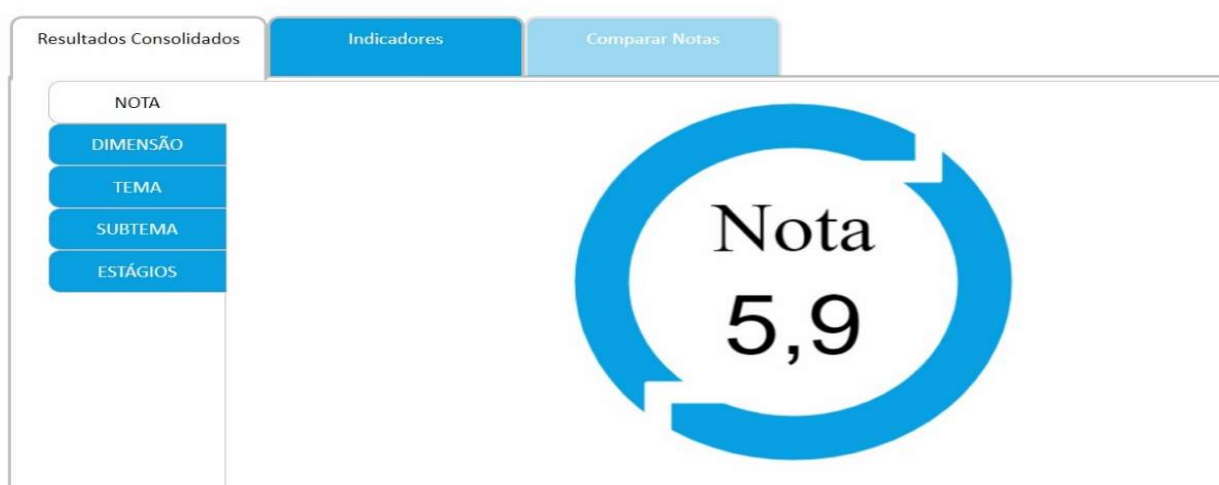 Resultados Consolidados
Indicadores
Comparar Notas
NOTA
DIMENSÃO
TEMA
SUBTEMA
ESTÁGIOS
Nota
5,9